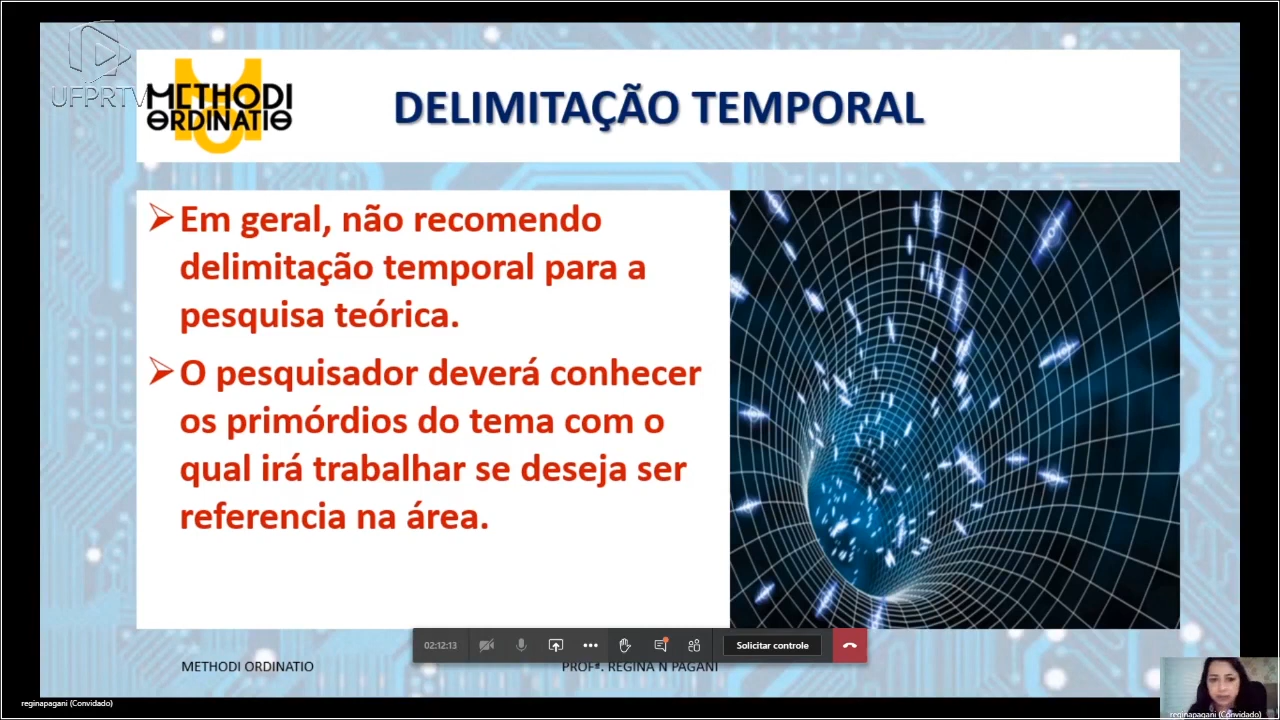 UFPRTV
METHODI
ORDINATIO
DELIMITAÇÃO TEMPORAL
Em geral, não recomendo
delimitação temporal para a
pesquisa teórica.
O pesquisador deverá conhecer
os primórdios do tema com o
qual irá trabalhar se deseja ser
referencia na área.
02:12:13
Solicitar controle
METHODI ORDINATIO
PROFª. REGINA N PAGANI
reginapagani (Convidado)
reginapagani (Convidado)